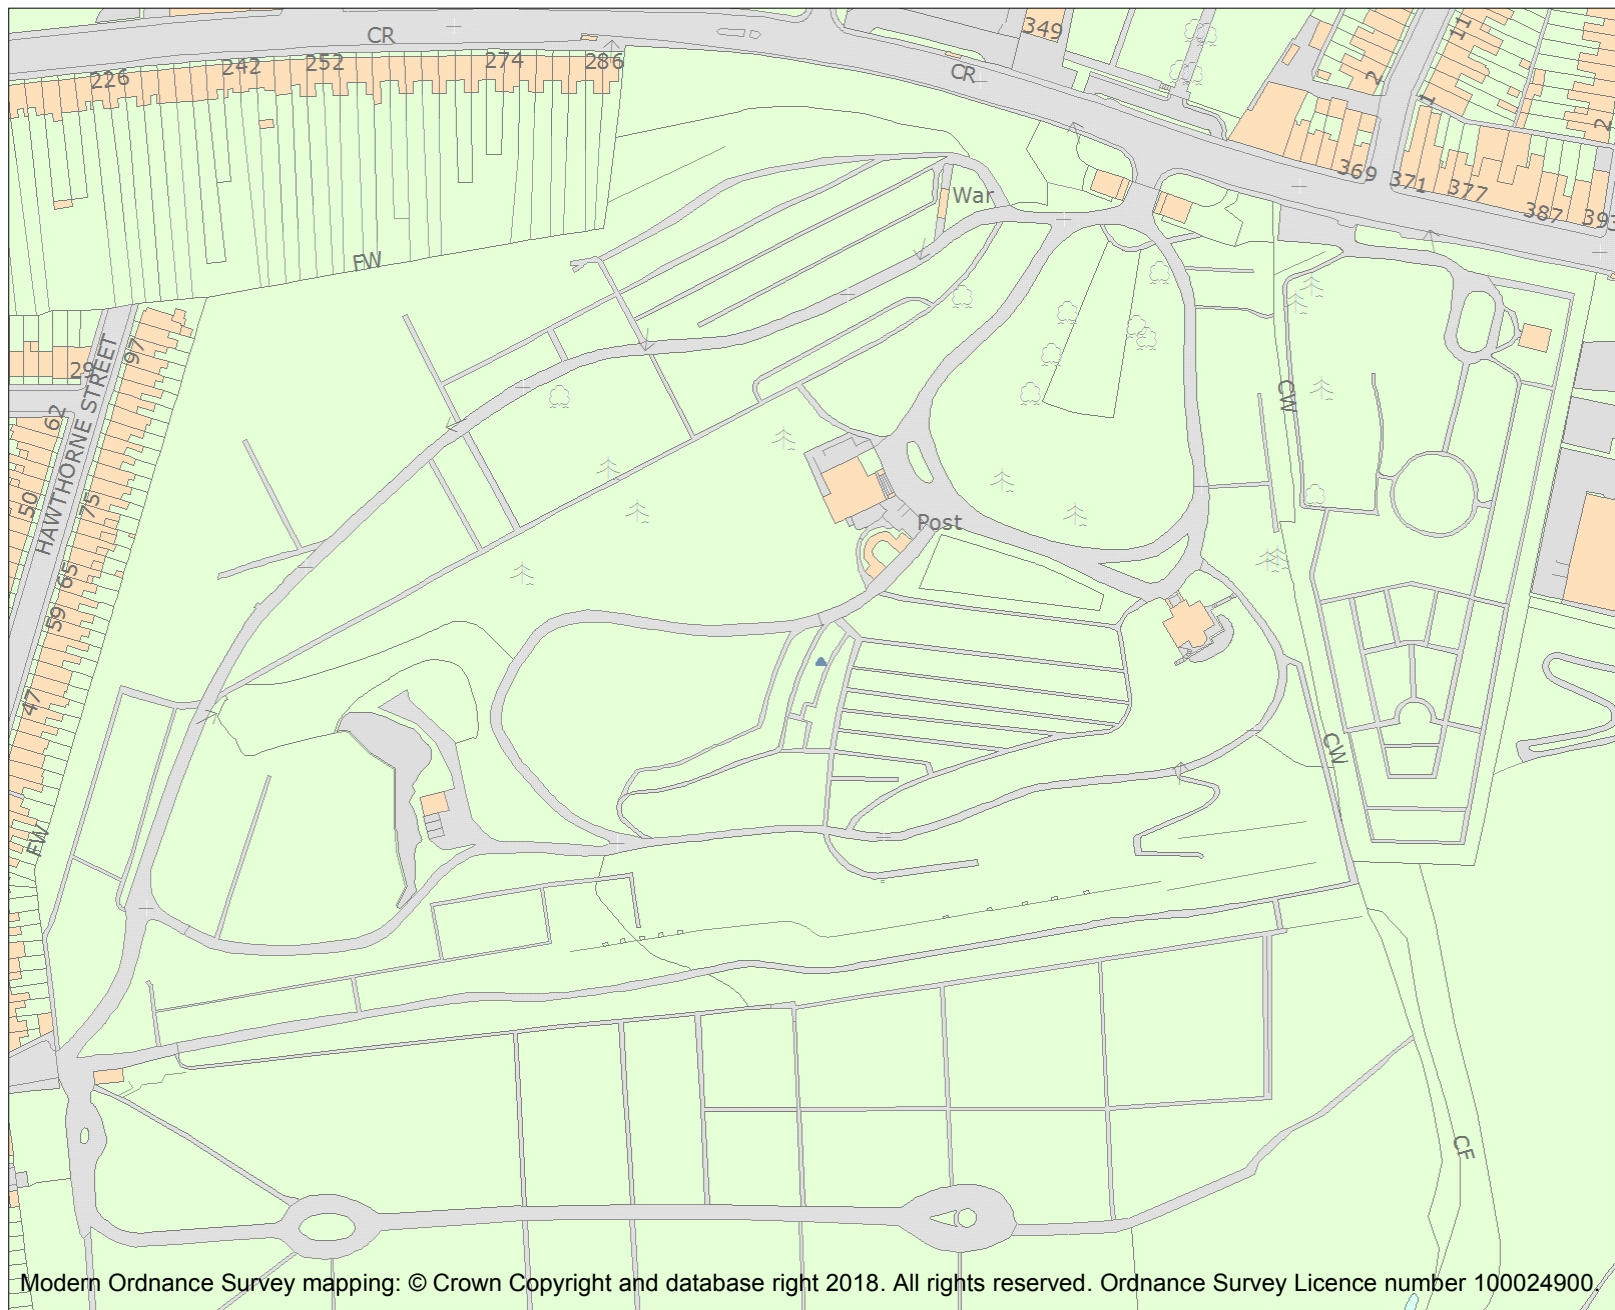 CR
349
226
242
252
274
286
CR
11
2
1
2
369
371
377
387
393
War
FW
97
29
62
HAWTHORNE STREET
CW
50
75
Post
65
59
47
CW
FW
CF
Modern Ordnance Survey mapping: © Crown Copyright and database right 2018. All rights reserved. Ordnance Survey Licence number 100024900.